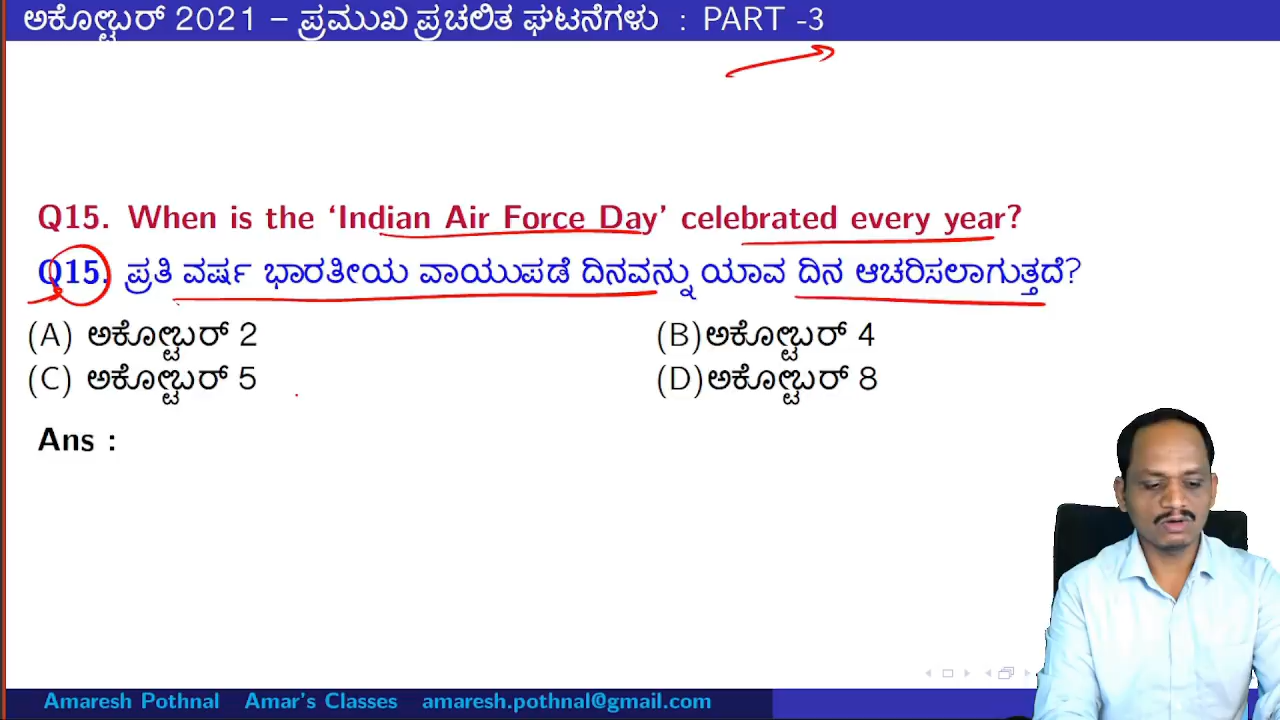 ಅಕ್ಟೋಬರ್ 2021 – ಪ್ರಮುಖ ಪ್ರಚಲಿತ ಘಟನೆಗಳು : PART -3
Q15. When is the ‘Indian Air Force Day’ celebrated every year?
Q15. ಪ್ರತಿ ವರ್ಷ ಭಾರತೀಯ ವಾಯುಪಡೆ ದಿನವನ್ನು ಯಾವ ದಿನ ಆಚರಿಸಲಾಗುತ್ತದೆ?
(A) ಅಕ್ಟೋಬರ್ 2 (B)ಅಕ್ಟೋಬರ್ 4
(C) ಅಕ್ಟೋಬರ್ 5 (D)ಅಕ್ಟೋಬರ್ 8
Ans :
Amaresh Pothnal Amar's Classes amaresh.pothnal@gmail.com